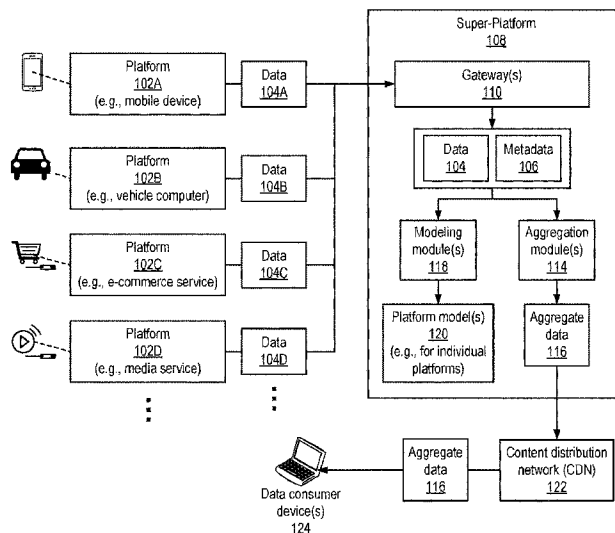 Super-Platform
108
Platform
102A
(e.g., mobile device)
Data
104A
Gateway(s)
110
Platform
102B
(e.g., vehicle computer)
Data
104B
Data
104
Metadata
106
Platform
102C
(e.g., e-commerce service)
Data
104C
Modeling
module(s)
118
Aggregation
module(s)
114
Platform
102D
(e.g., media service)
Data
104D
Platform model(s)
120
(e.g., for individual
platforms)
Aggregate
data
116
Data consumer
device(s)
124
Aggregate
data
116
Content distribution
network (CDN)
122